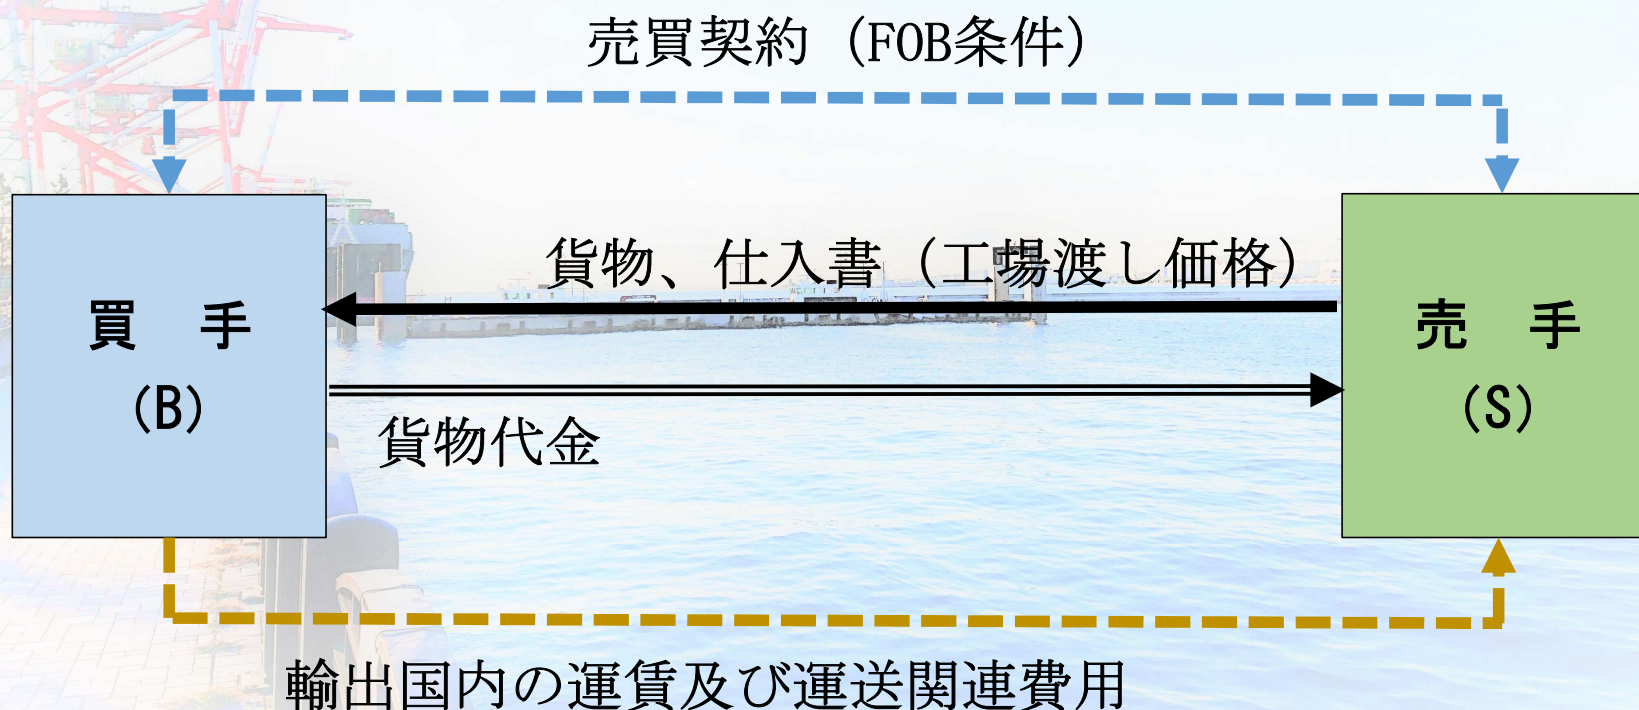 売買契約（FOB条件）
貨物、仕入書（工場渡し価格）
買　手
（B）
売　手
（S）
貨物代金
輸出国内の運賃及び運送関連費用